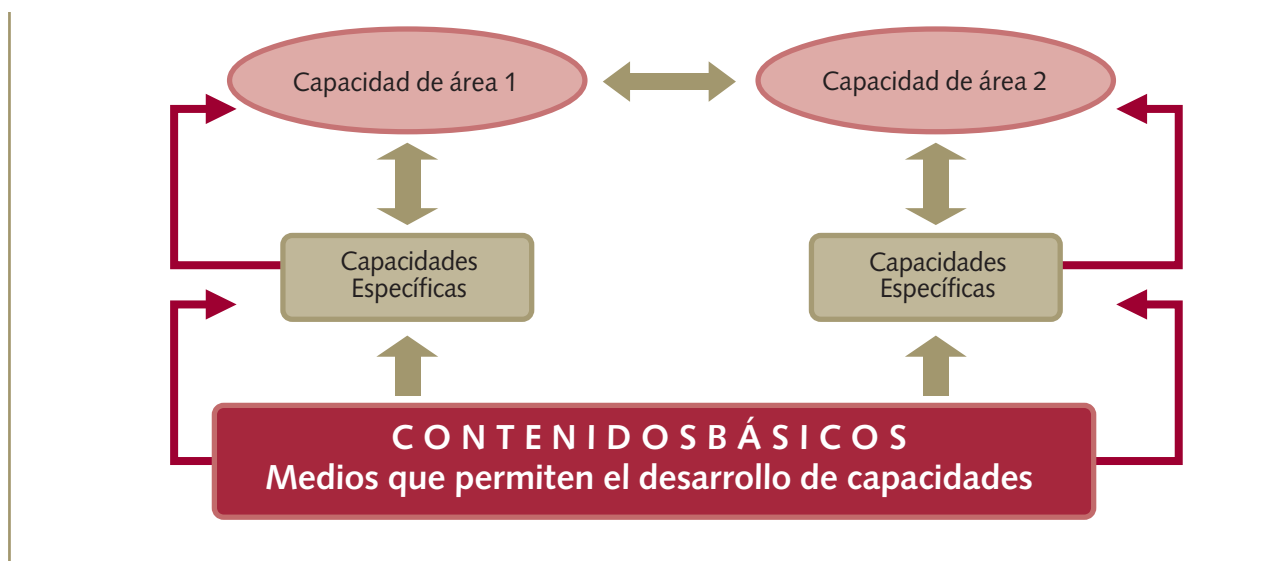 Capacidad de área 1
Capacidad de área 2
Capacidades
Específicas
Capacidades
Específicas
CONTENIDOSBÁSICOS
Medios que permiten el desarrollo de capacidades